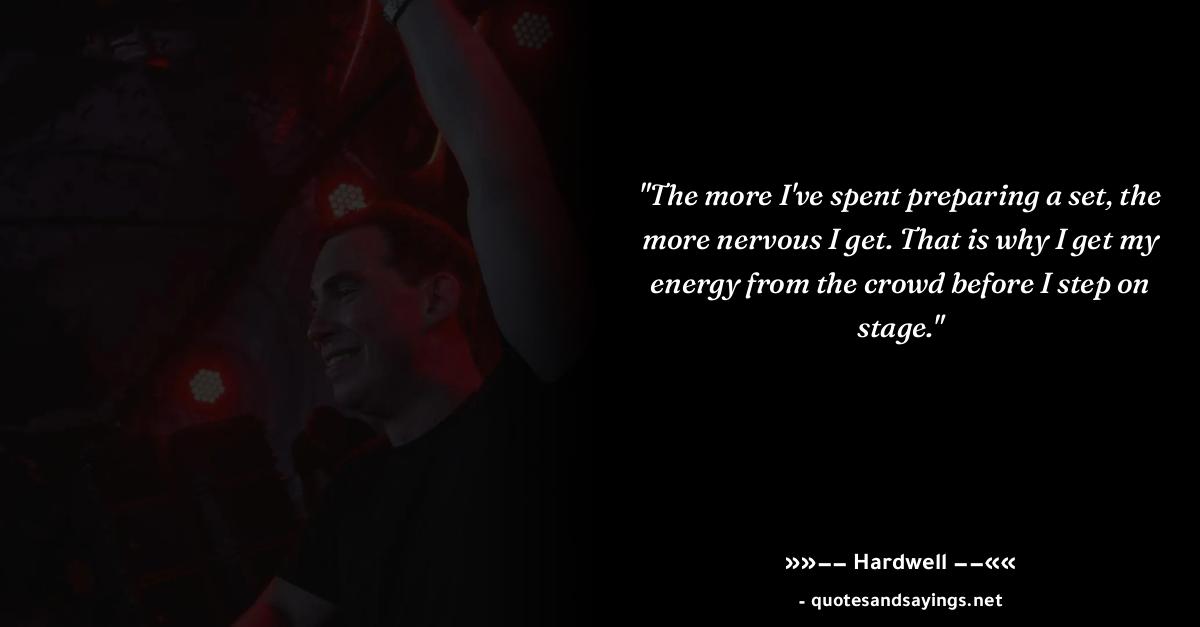 "The more I've spent preparing a set, the
more nervous I get. That is why I get my
energy from the crowd before I step on
stage."
»»−− Hardwell −−««
- quotesandsayings.net